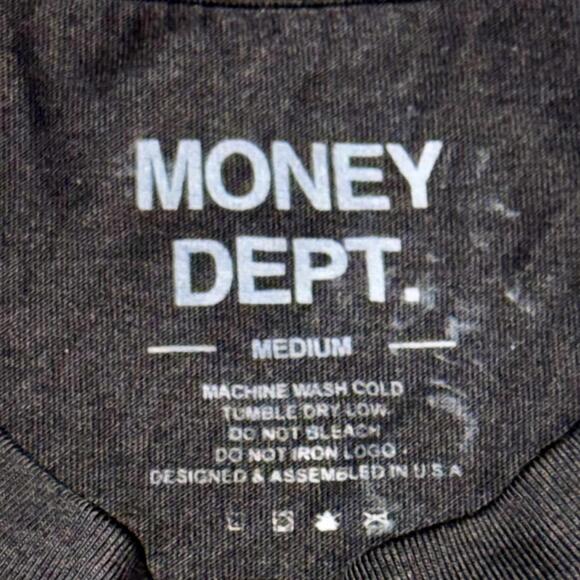 MONEY
DEPT.
MEDIUM
MACHINE WASH COLD
TUMBLE DRY LOW
DO NOT BLEACH
DO NOT IRON LOGO
DESIGNED & ASSEMBLED IN U.S.A